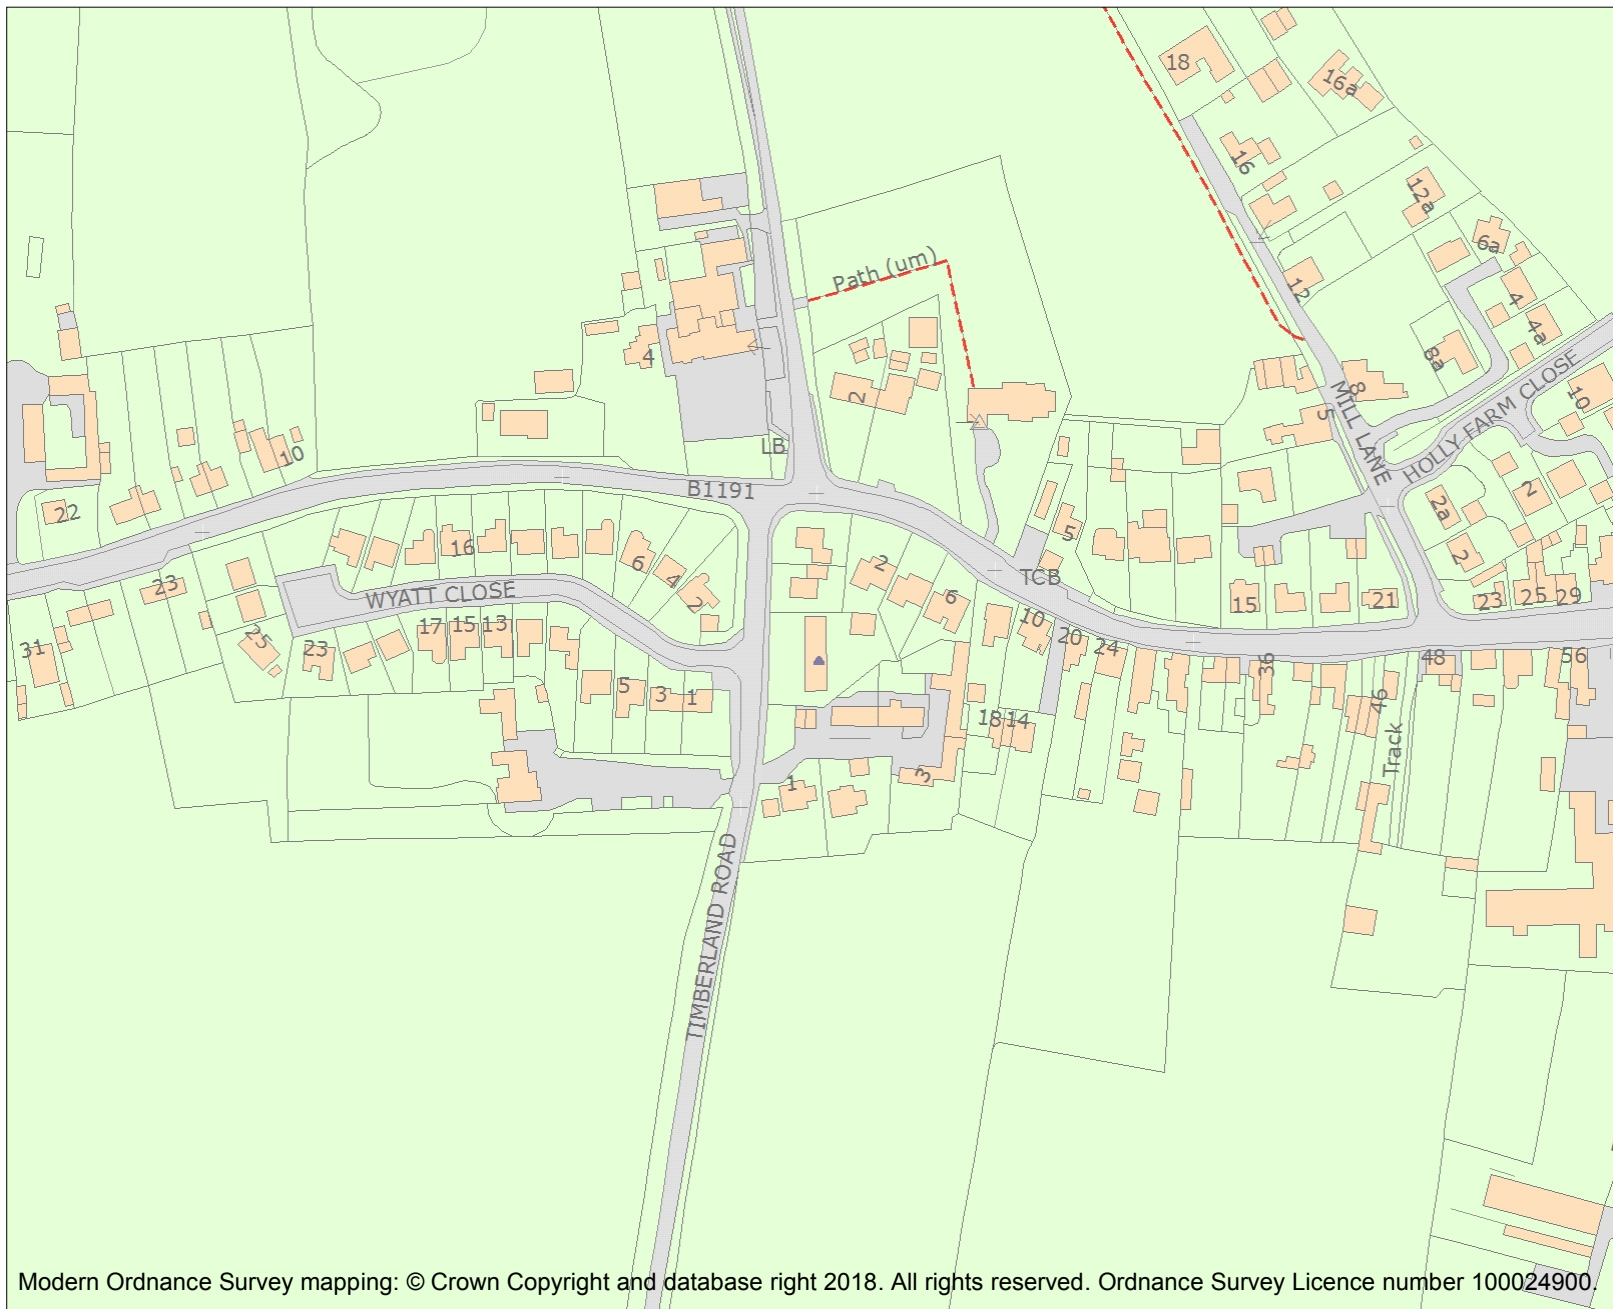 18
16a
16
12a
6a
Path (um)
12
4
4a
4
8a
2
8
5
MILL LANE
10
HOLLY FARM CLOSE
10
LB
B1191
2
2a
22
5
16
6
4
2
2
2
23
WYATT CLOSE
TCB
6
10
15
21
23
25
29
17
15
13
20
24
31
25
23
36
48
56
5
3
1
46
18
14
Track
1
3
TIMBERLAND ROAD
Modern Ordnance Survey mapping: © Crown Copyright and database right 2018. All rights reserved. Ordnance Survey Licence number 100024900.